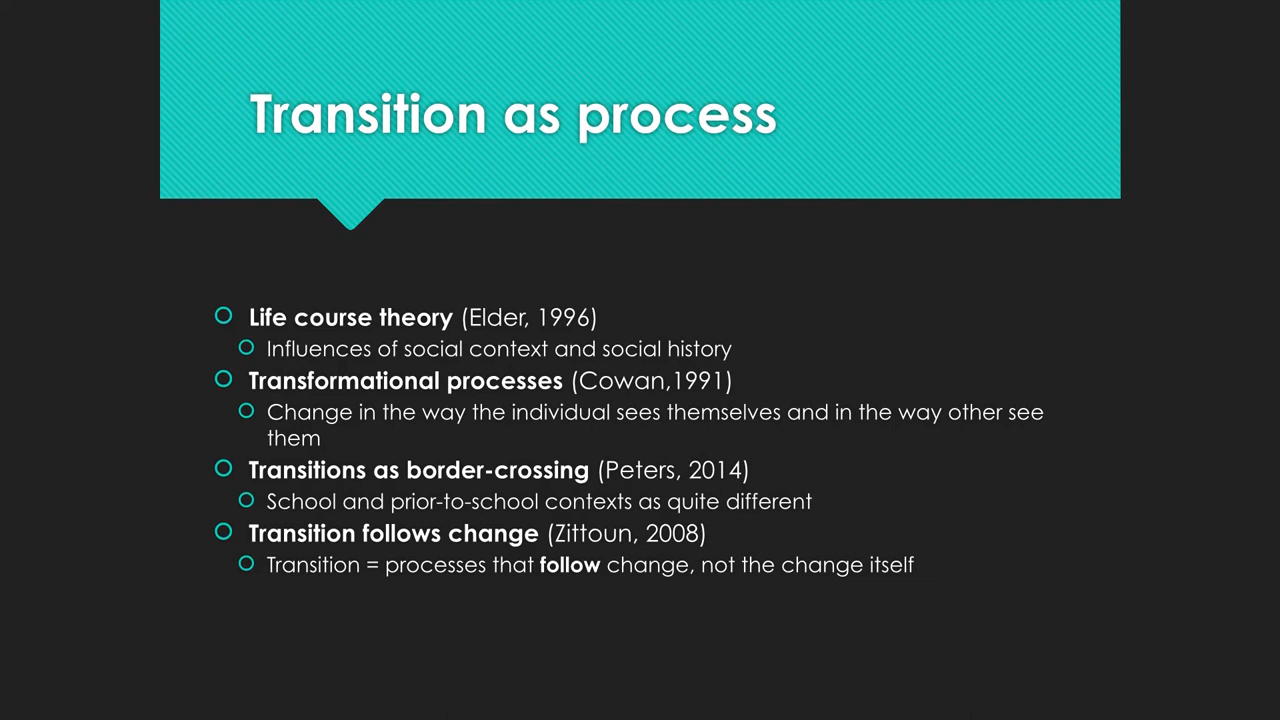 Transition as process
Life course theory (Elder, 1996)
Influences of social context and social history
Transformational processes (Cowan,1991)
Change in the way the individual sees themselves and in the way other see
them
Transitions as border-crossing (Peters, 2014)
School and prior-to-school contexts as quite different
Transition follows change (Zittoun, 2008)
Transition = processes that follow change, not the change itself